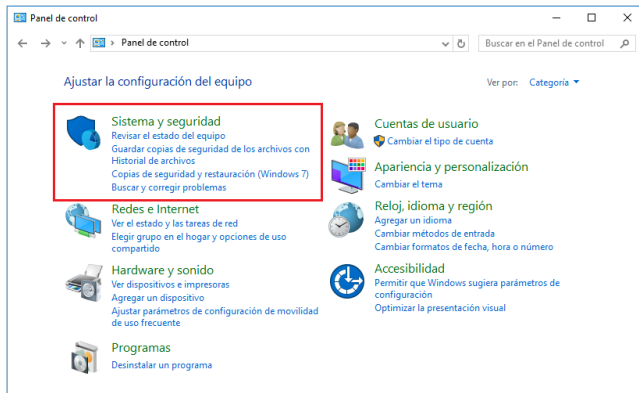 Panel de control
Panel de control
Buscar en el Panel de control
Ajustar la configuración del equipo
Ver por: Categoría
Sistema y seguridad
Revisar el estado del equipo
Guardar copias de seguridad de los archivos con
Historial de archivos
Copias de seguridad y restauración (Windows 7)
Buscar y corregir problemas
Redes e Internet
Ver el estado y las tareas de red
Elegir grupo en el hogar y opciones de uso
compartido
Hardware y sonido
Ver dispositivos e impresoras
Agregar un dispositivo
Ajustar parámetros de configuración de movilidad
de uso frecuente
Programas
Desinstalar un programa
Cuentas de usuario
Cambiar el tipo de cuenta
Apariencia y personalización
Cambiar el tema
Reloj, idioma y región
Agregar un idioma
Cambiar métodos de entrada
Cambiar formatos de fecha, hora o número
Accesibilidad
Permitir que Windows sugiera parámetros de
configuración
Optimizar la presentación visual